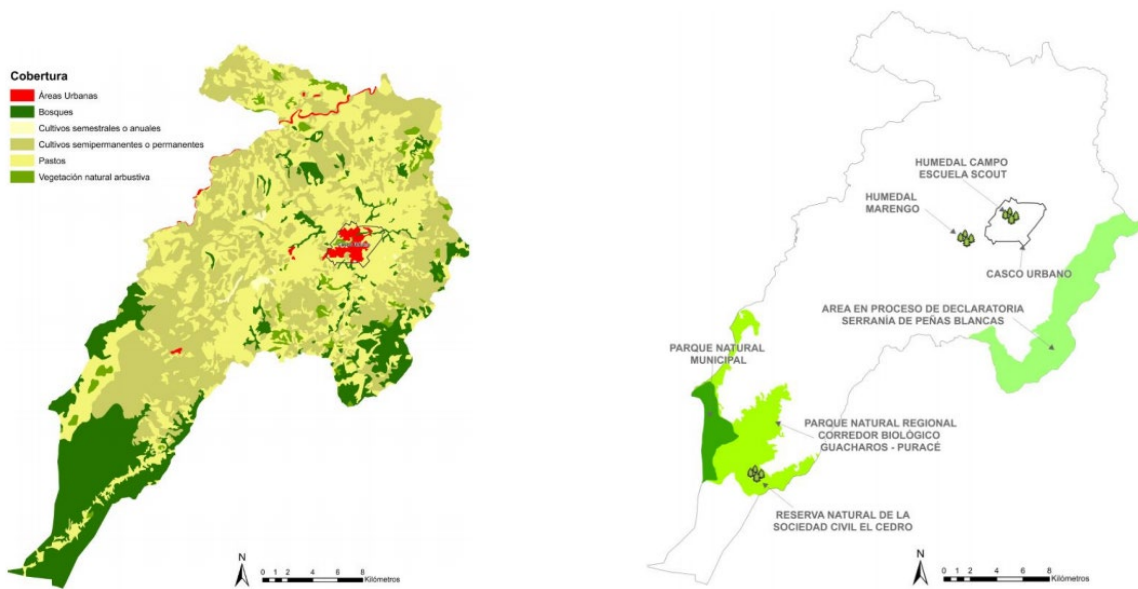 Cobertura
Áreas Urbanas
Bosques
Cultivos semestrales o anuales
Cultivos semipermanentes o permanentes
Pastos
Vegetación natural arbustiva
N
0 1 2 4 6 8
Kilómetros
HUMEDAL CAMPO
ESCUELA SCOUT
HUMEDAL
MARENGO
CASCO URBANO
AREA EN PROCESO DE DECLARATORIA
SERRANÍA DE PEÑAS BLANCAS
PARQUE NATURAL
MUNICIPAL
PARQUE NATURAL REGIONAL
CORREDOR BIOLÓGICO
GUACHAROS - PURACÉ
RESERVA NATURAL DE LA
SOCIEDAD CIVIL EL CEDRO
N
0 1 2 4 6 8
Kilómetros